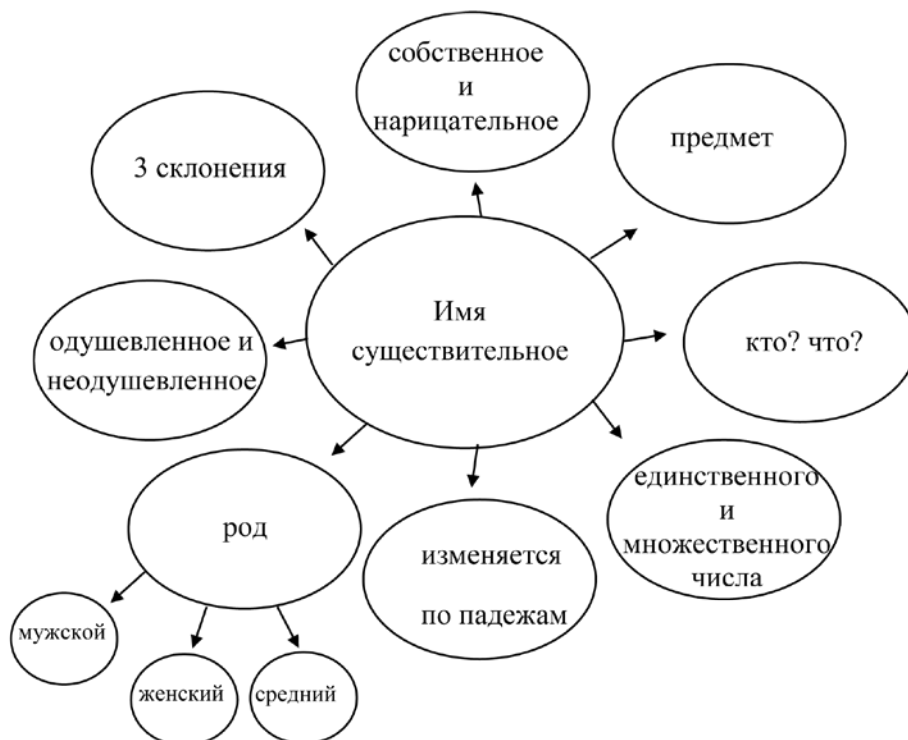 собственное
и
нарицательное
предмет
3 склонения
Имя
существительное
кто? что?
одушевленное и
неодушевленное
единственного
и
множественного
числа
род
изменяется
по падежам
мужской
женский
средний